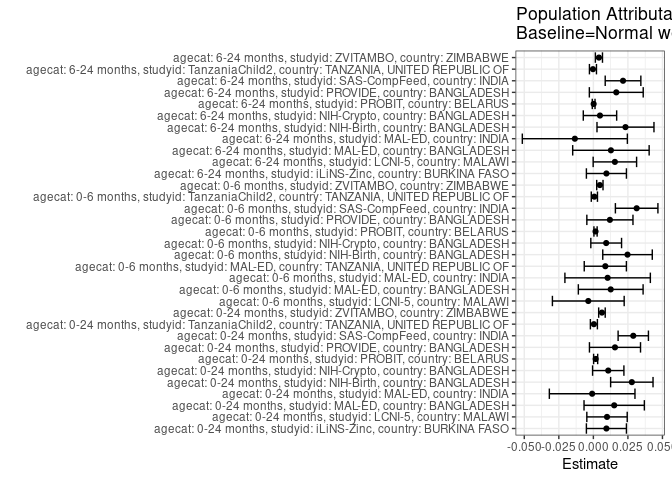 Population Attributa
Baseline=Normal w
agecat: 6-24 months, studyid: ZVITAMBO, country: ZIMBABWE
agecat: 6-24 months, studyid: TanzaniaChild2, country: TANZANIA, UNITED REPUBLIC OF
agecat: 6-24 months, studyid: SAS-CompFeed, country: INDIA
agecat: 6-24 months, studyid: PROVIDE, country: BANGLADESH
agecat: 6-24 months, studyid: PROBIT, country: BELARUS
agecat: 6-24 months, studyid: NIH-Crypto, country: BANGLADESH
agecat: 6-24 months, studyid: NIH-Birth, country: BANGLADESH
agecat: 6-24 months, studyid: MAL-ED, country: INDIA
agecat: 6-24 months, studyid: MAL-ED, country: BANGLADESH
agecat: 6-24 months, studyid: LCNI-5, country: MALAWI
agecat: 6-24 months, studyid: iLiNS-Zinc, country: BURKINA FASO
agecat: 0-6 months, studyid: ZVITAMBO, country: ZIMBABWE
agecat: 0-6 months, studyid: TanzaniaChild2, country: TANZANIA, UNITED REPUBLIC OF
agecat: 0-6 months, studyid: SAS-CompFeed, country: INDIA
agecat: 0-6 months, studyid: PROVIDE, country: BANGLADESH
agecat: 0-6 months, studyid: PROBIT, country: BELARUS
agecat: 0-6 months, studyid: NIH-Crypto, country: BANGLADESH
agecat: 0-6 months, studyid: NIH-Birth, country: BANGLADESH
agecat: 0-6 months, studyid: MAL-ED, country: TANZANIA, UNITED REPUBLIC OF
agecat: 0-6 months, studyid: MAL-ED, country: INDIA
agecat: 0-6 months, studyid: MAL-ED, country: BANGLADESH
agecat: 0-6 months, studyid: LCNI-5, country: MALAWI
agecat: 0-24 months, studyid: ZVITAMBO, country: ZIMBABWE
agecat: 0-24 months, studyid: TanzaniaChild2, country: TANZANIA, UNITED REPUBLIC OF
agecat: 0-24 months, studyid: SAS-CompFeed, country: INDIA
agecat: 0-24 months, studyid: PROVIDE, country: BANGLADESH
agecat: 0-24 months, studyid: PROBIT, country: BELARUS
agecat: 0-24 months, studyid: NIH-Crypto, country: BANGLADESH
agecat: 0-24 months, studyid: NIH-Birth, country: BANGLADESH
agecat: 0-24 months, studyid: MAL-ED, country: INDIA
agecat: 0-24 months, studyid: MAL-ED, country: BANGLADESH
agecat: 0-24 months, studyid: LCNI-5, country: MALAWI
agecat: 0-24 months, studyid: iLiNS-Zinc, country: BURKINA FASO
-0.050 -0.025 0.000 0.025 0.05
Estimate